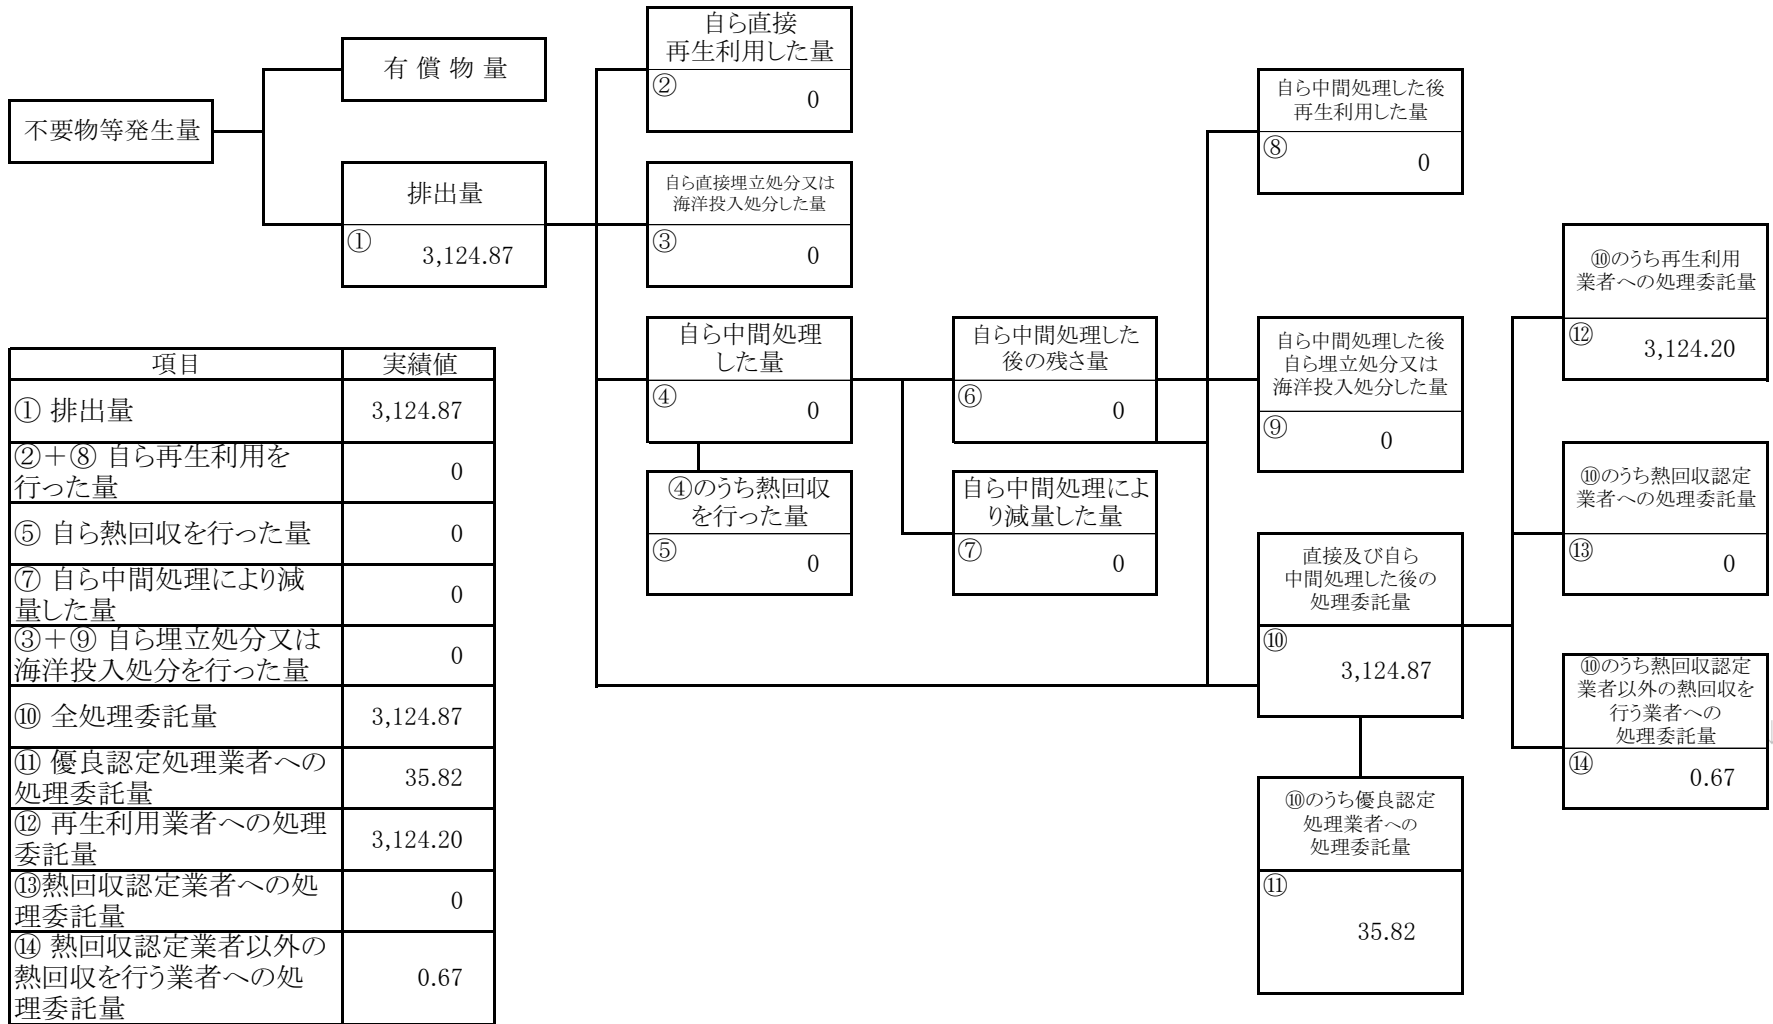 不要物等発生量
有 償 物 量
排出量
①
3,124.87
自ら直接
再生利用した量
②
0
自ら直接埋立処分又は
海洋投入処分した量
③
0
自ら中間処理
した量
④
0
④のうち熱回収
を行った量
⑤
0
自ら中間処理した
後の残さ量
⑥
0
自ら中間処理によ
り減量した量
⑦
0
自ら中間処理した後
再生利用した量
⑧
0
自ら中間処理した後
自ら埋立処分又は
海洋投入処分した量
⑨
0
直接及び自ら
中間処理した後の
処理委託量
⑩
3,124.87
⑩のうち優良認定
処理業者への
処理委託量
⑪
35.82
⑩のうち再生利用
業者への処理委託量
⑫
3,124.20
⑩のうち熱回収認定
業者への処理委託量
⑬
0
⑩のうち熱回収認定
業者以外の熱回収を
行う業者への
処理委託量
⑭
0.67
項目 実績値
① 排出量 3,124.87
②＋⑧ 自ら再生利用を
行った量 0
⑤ 自ら熱回収を行った量 0
⑦ 自ら中間処理により減
量した量 0
③＋⑨ 自ら埋立処分又は
海洋投入処分を行った量 0
⑩ 全処理委託量 3,124.87
⑪ 優良認定処理業者への
処理委託量 35.82
⑫ 再生利用業者への処理
委託量 3,124.20
⑬熱回収認定業者への処
理委託量 0
⑭ 熱回収認定業者以外の
熱回収を行う業者への処
理委託量 0.67